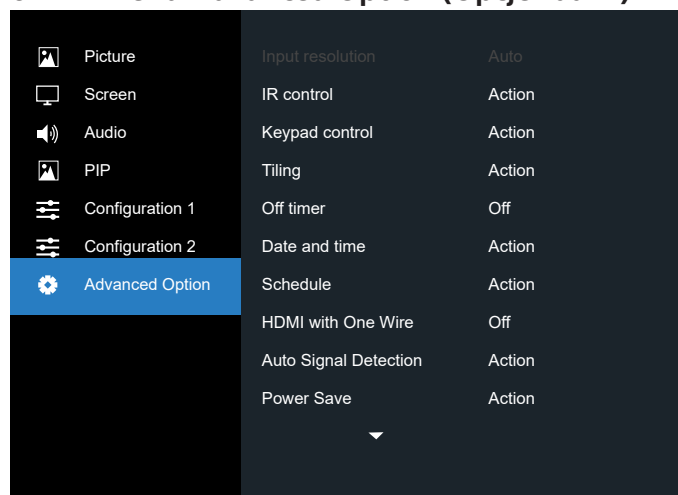 Picture
Input resolution Auto
Screen
IR control Action
Audio
Keypad control Action
PIP
Tiling Action
Configuration 1
Off timer Off
Configuration 2
Date and time Action
Advanced Option
Schedule Action
HDMI with One Wire Off
Auto Signal Detection Action
Power Save Action